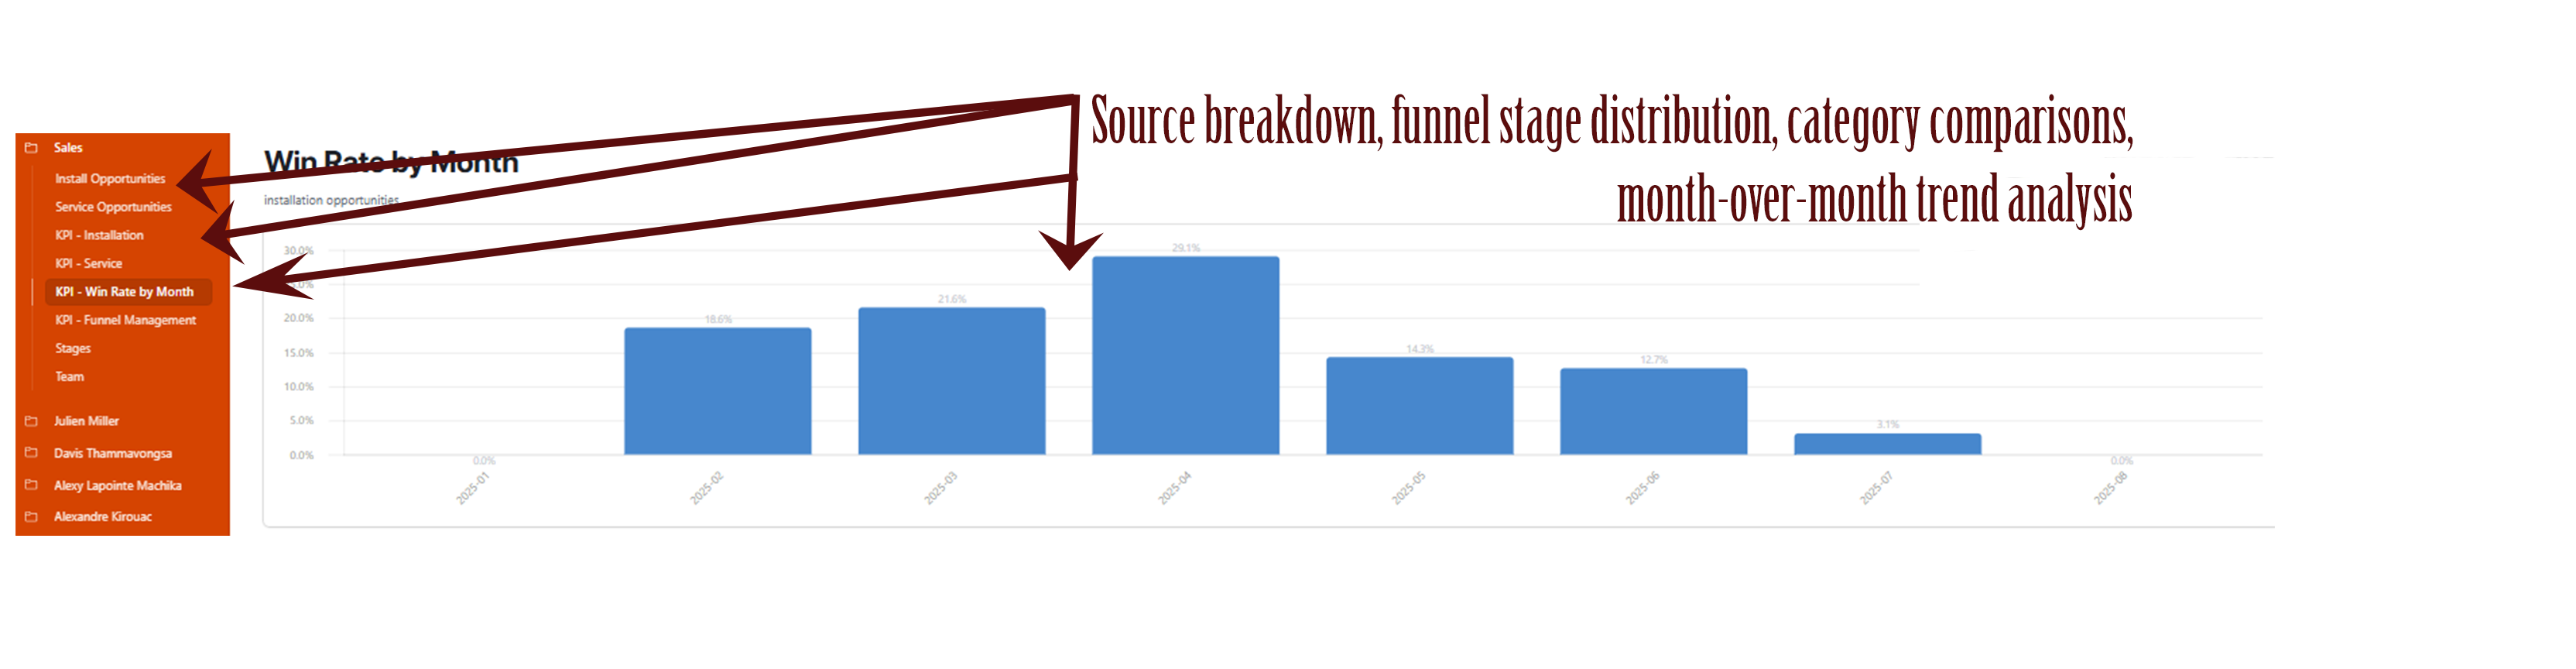 Source breakdown, funnel stage distribution, category comparisons,
month-over-month trend analysis
Sales
Install Opportunities
Service Opportunities
KPI - Installation
KPI - Service
KPI - Win Rate by Month
KPI - Funnel Management
Stages
Team
Julien Miller
Davis Thammavongsa
Alexy Lapointe Machika
Alexandre Kirouac
Win Rate by Month
installation opportunities
30.0%
20.0%
15.0%
10.0%
5.0%
0.0%
0.0%
18.6%
21.6%
29.1%
14.3%
12.7%
3.1%
0.0%
2025-01
2025-02
2025-03
2025-04
2025-05
2025-06
2025-07
2025-08